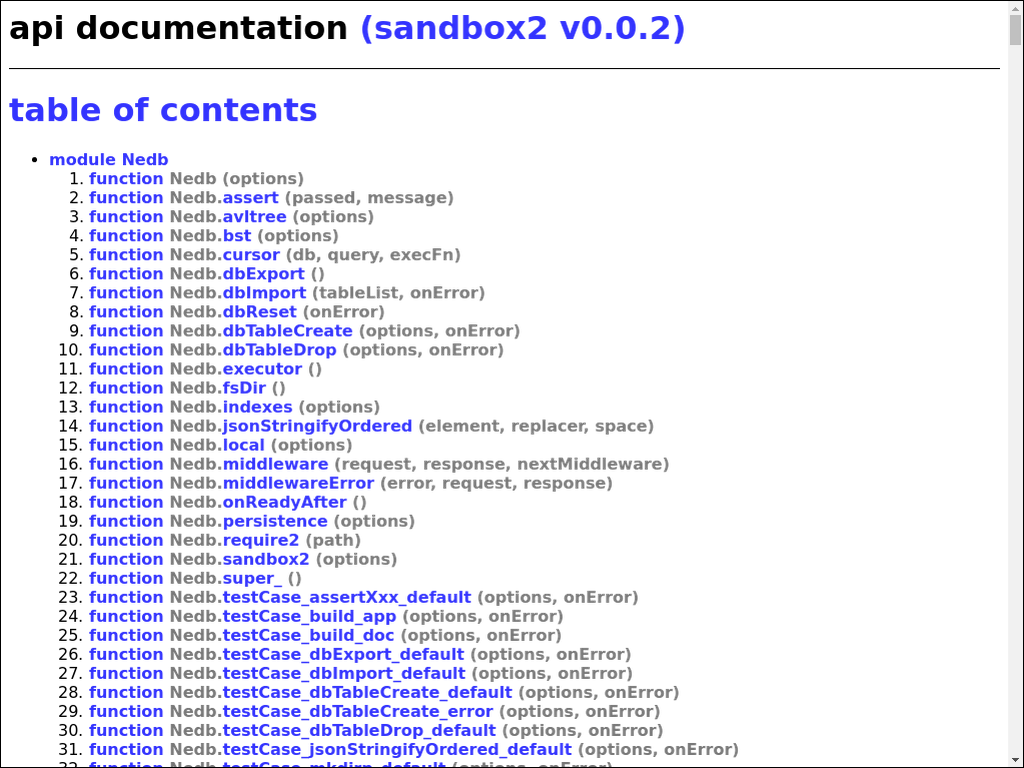 api documentation (sandbox2 v0.0.2)
table of contents
• module Nedb
1. function Nedb (options)
2. function Nedb.assert (passed, message)
3. function Nedb.avltree (options)
4. function Nedb.bst (options)
5. function Nedb.cursor (db, query, execFn)
6. function Nedb.dbExport ()
7. function Nedb.dbImport (tableList, onError)
8. function Nedb.dbReset (onError)
9. function Nedb.dbTableCreate (options, onError)
10. function Nedb.dbTableDrop (options, onError)
11. function Nedb.executor ()
12. function Nedb.fsDir ()
13. function Nedb.indexes (options)
14. function Nedb.jsonStringifyOrdered (element, replacer, space)
15. function Nedb.local (options)
16. function Nedb.middleware (request, response, nextMiddleware)
17. function Nedb.middlewareError (error, request, response)
18. function Nedb.onReadyAfter ()
19. function Nedb.persistence (options)
20. function Nedb.require2 (path)
21. function Nedb.sandbox2 (options)
22. function Nedb.super_ ()
23. function Nedb.testCase_assertXxx_default (options, onError)
24. function Nedb.testCase_build_app (options, onError)
25. function Nedb.testCase_build_doc (options, onError)
26. function Nedb.testCase_dbExport_default (options, onError)
27. function Nedb.testCase_dbImport_default (options, onError)
28. function Nedb.testCase_dbTableCreate_default (options, onError)
29. function Nedb.testCase_dbTableCreate_error (options, onError)
30. function Nedb.testCase_dbTableDrop_default (options, onError)
31. function Nedb.testCase_jsonStringifyOrdered_default (options, onError)
32. function Nedb.testCase_mkdirp_default (options, onError)